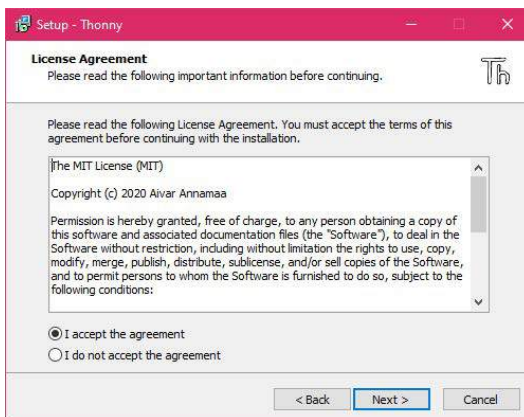 Setup - Thonny
License Agreement
Please read the following important information before continuing.
Th
Please read the following License Agreement. You must accept the terms of this
agreement before continuing with the installation.
The MIT License (MIT)
Copyright (c) 2020 Aivar Annamaa
Permission is hereby granted, free of charge, to any person obtaining a copy of
this software and associated documentation files (the "Software"), to deal in the
Software without restriction, including without limitation the rights to use, copy,
modify, merge, publish, distribute, sublicense, and/or sell copies of the Software,
and to permit persons to whom the Software is furnished to do so, subject to the
following conditions:
I accept the agreement
I do not accept the agreement
< Back
Next >
Cancel